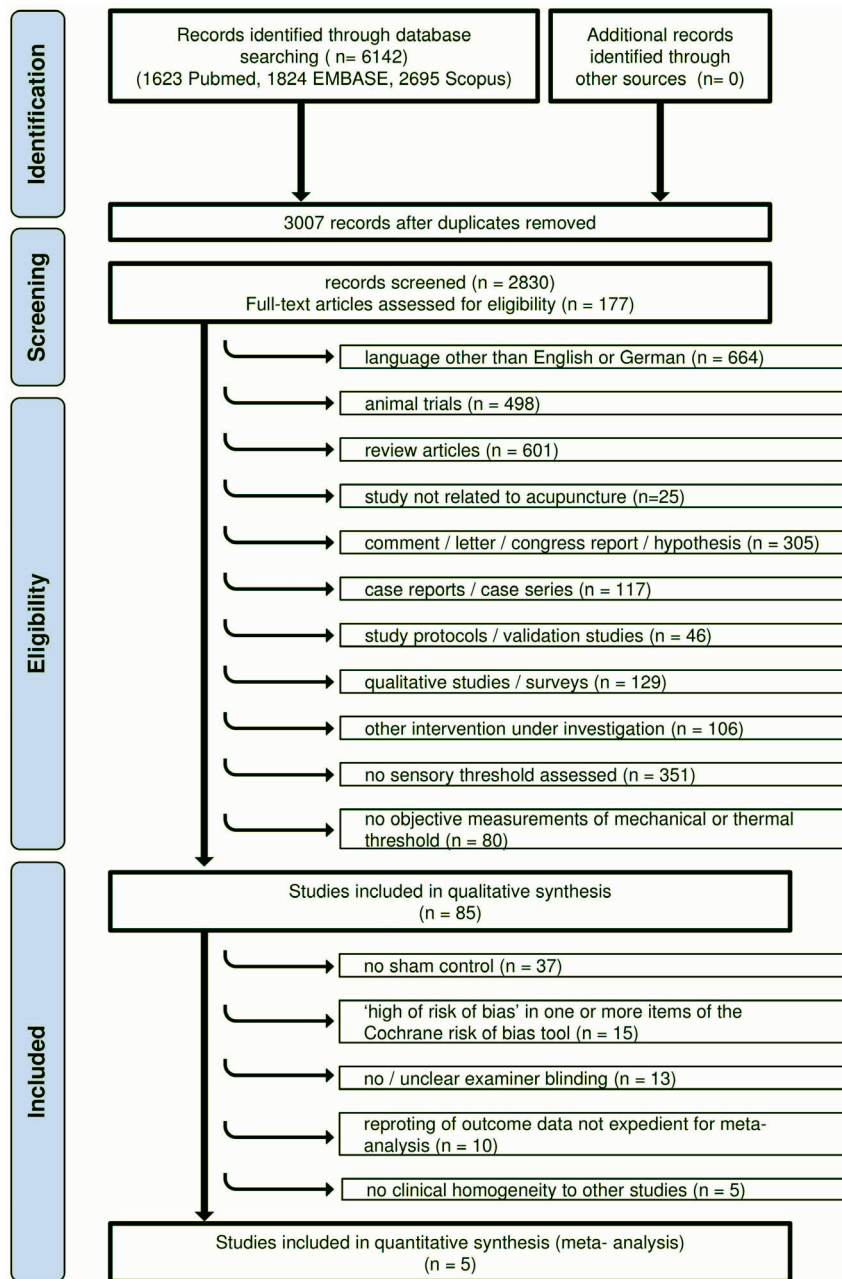 Identification
Records identified through database
searching ( n= 6142)
(1623 Pubmed, 1824 EMBASE, 2695 Scopus)
Additional records
identified through
other sources (n= 0)
3007 records after duplicates removed
Screening
records screened (n = 2830)
Full-text articles assessed for eligibility (n = 177)
language other than English or German (n = 664)
Eligibility
animal trials (n = 498)
review articles (n = 601)
study not related to acupuncture (n=25)
comment / letter / congress report / hypothesis (n = 305)
case reports / case series (n = 117)
study protocols / validation studies (n = 46)
qualitative studies / surveys (n = 129)
other intervention under investigation (n = 106)
no sensory threshold assessed (n = 351)
no objective measurements of mechanical or thermal
threshold (n = 80)
Included
Studies included in qualitative synthesis
(n = 85)
no sham control (n = 37)
‘high of risk of bias’ in one or more items of the
Cochrane risk of bias tool (n = 15)
no / unclear examiner blinding (n = 13)
reproting of outcome data not expedient for meta-
analysis (n = 10)
no clinical homogeneity to other studies (n = 5)
Studies included in quantitative synthesis (meta- analysis)
(n = 5)